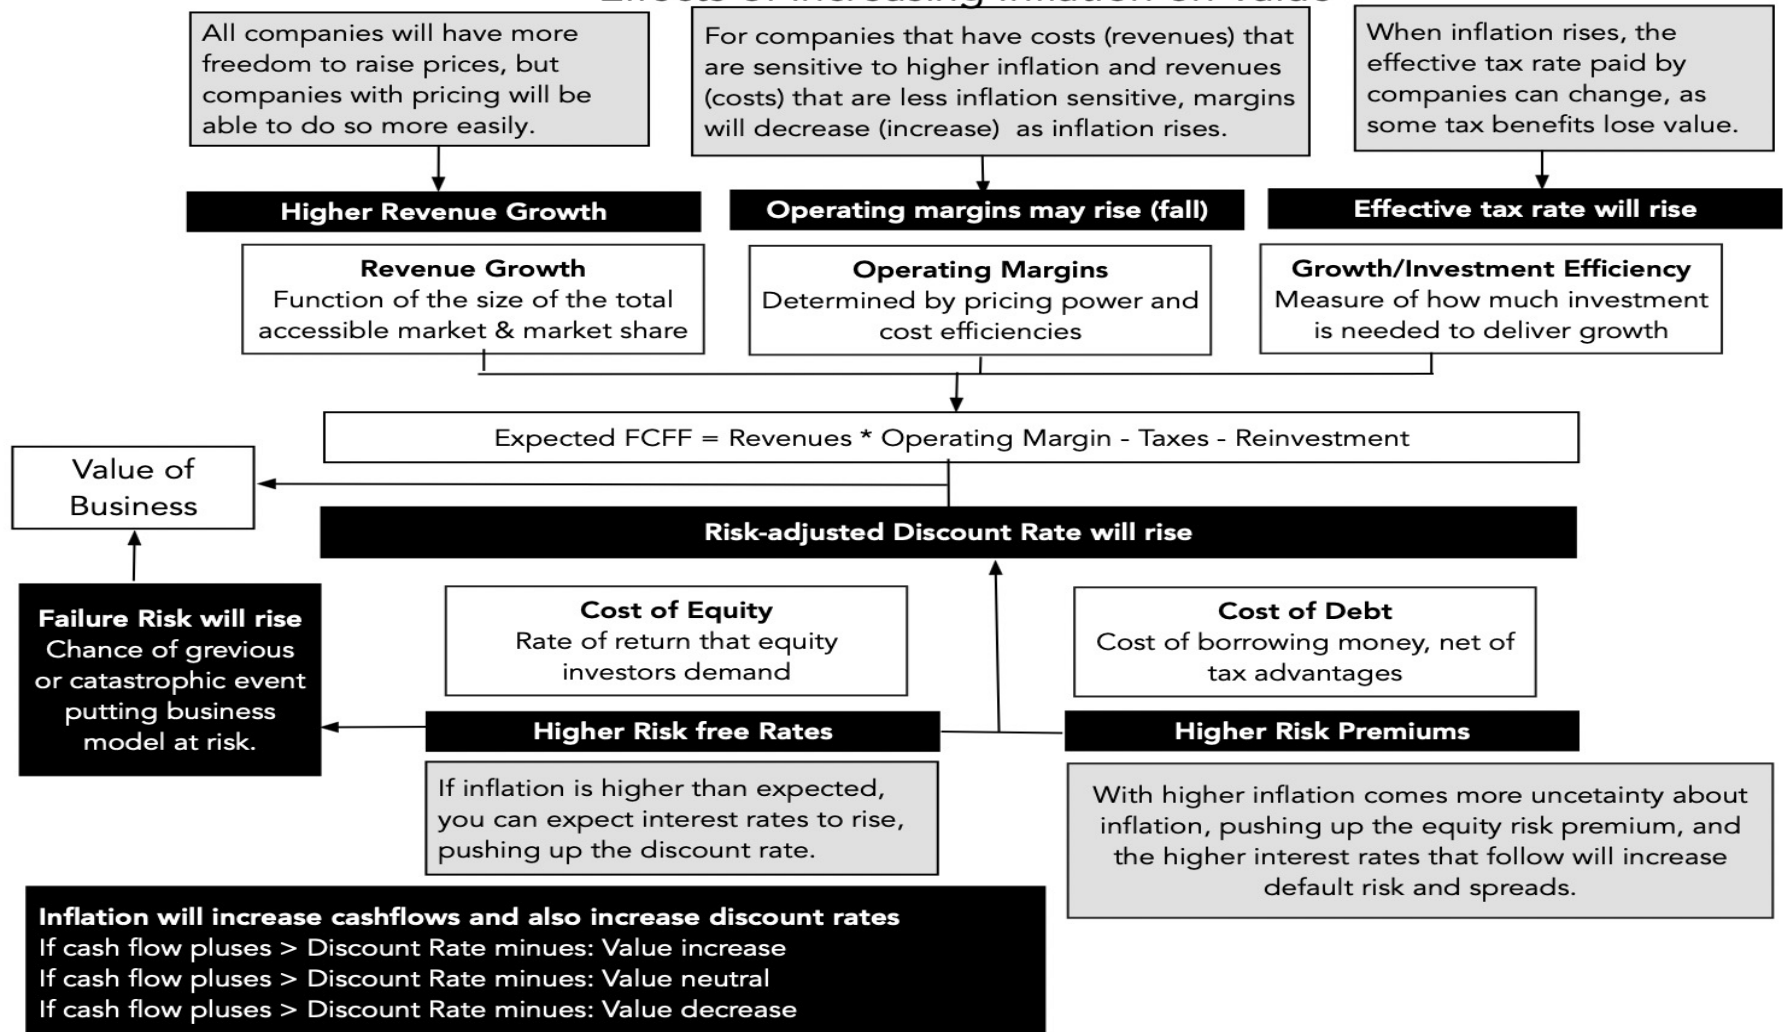 Effects of Increasing Inflation on Value
All companies will have more
freedom to raise prices, but
companies with pricing will be
able to do so more easily.
For companies that have costs (revenues) that
are sensitive to higher inflation and revenues
(costs) that are less inflation sensitive, margins
will decrease (increase) as inflation rises.
When inflation rises, the
effective tax rate paid by
companies can change, as
some tax benefits lose value.
Higher Revenue Growth
Operating margins may rise (fall)
Effective tax rate will rise
Revenue Growth
Function of the size of the total
accessible market & market share
Operating Margins
Determined by pricing power and
cost efficiencies
Growth/Investment Efficiency
Measure of how much investment
is needed to deliver growth
Expected FCFF = Revenues * Operating Margin - Taxes - Reinvestment
Value of
Business
Risk-adjusted Discount Rate will rise
Failure Risk will rise
Chance of grevious
or catastrophic event
putting business
model at risk.
Cost of Equity
Rate of return that equity
investors demand
Cost of Debt
Cost of borrowing money, net of
tax advantages
Higher Risk free Rates
Higher Risk Premiums
If inflation is higher than expected,
you can expect interest rates to rise,
pushing up the discount rate.
With higher inflation comes more uncetainty about
inflation, pushing up the equity risk premium, and
the higher interest rates that follow will increase
default risk and spreads.
Inflation will increase cashflows and also increase discount rates
If cash flow pluses > Discount Rate minues: Value increase
If cash flow pluses > Discount Rate minues: Value neutral
If cash flow pluses > Discount Rate minues: Value decrease